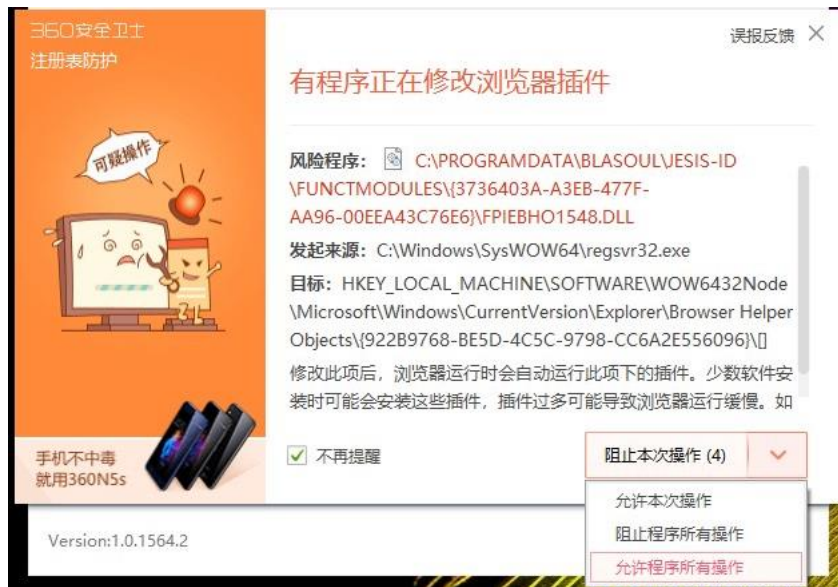 360安全卫士
注册表防护
误报反馈
有程序正在修改浏览器插件
可疑操作
风险程序： C:\PROGRAMDATA\BLASOUL\JESIS-ID
\FUNCTMODULES\{3736403A-A3EB-477F-
AA96-00EEA43C76E6}\FPIEBHO1548.DLL
发起来源：C:\Windows\SysWOW64\regsvr32.exe
目标：HKEY_LOCAL_MACHINE\SOFTWARE\WOW6432Node
\Microsoft\Windows\CurrentVersion\Explorer\Browser Helper
Objects\{922B9768-BE5D-4C5C-9798-CC6A2E556096}\[]
修改此项后，浏览器运行时会自动运行此项下的插件。少数软件安
装时可能会安装这些插件，插件过多可能导致浏览器运行缓慢。如
手机不中毒
就用360N5s
不再提醒
阻止本次操作 (4)
允许本次操作
阻止程序所有操作
允许程序所有操作
Version:1.0.1564.2